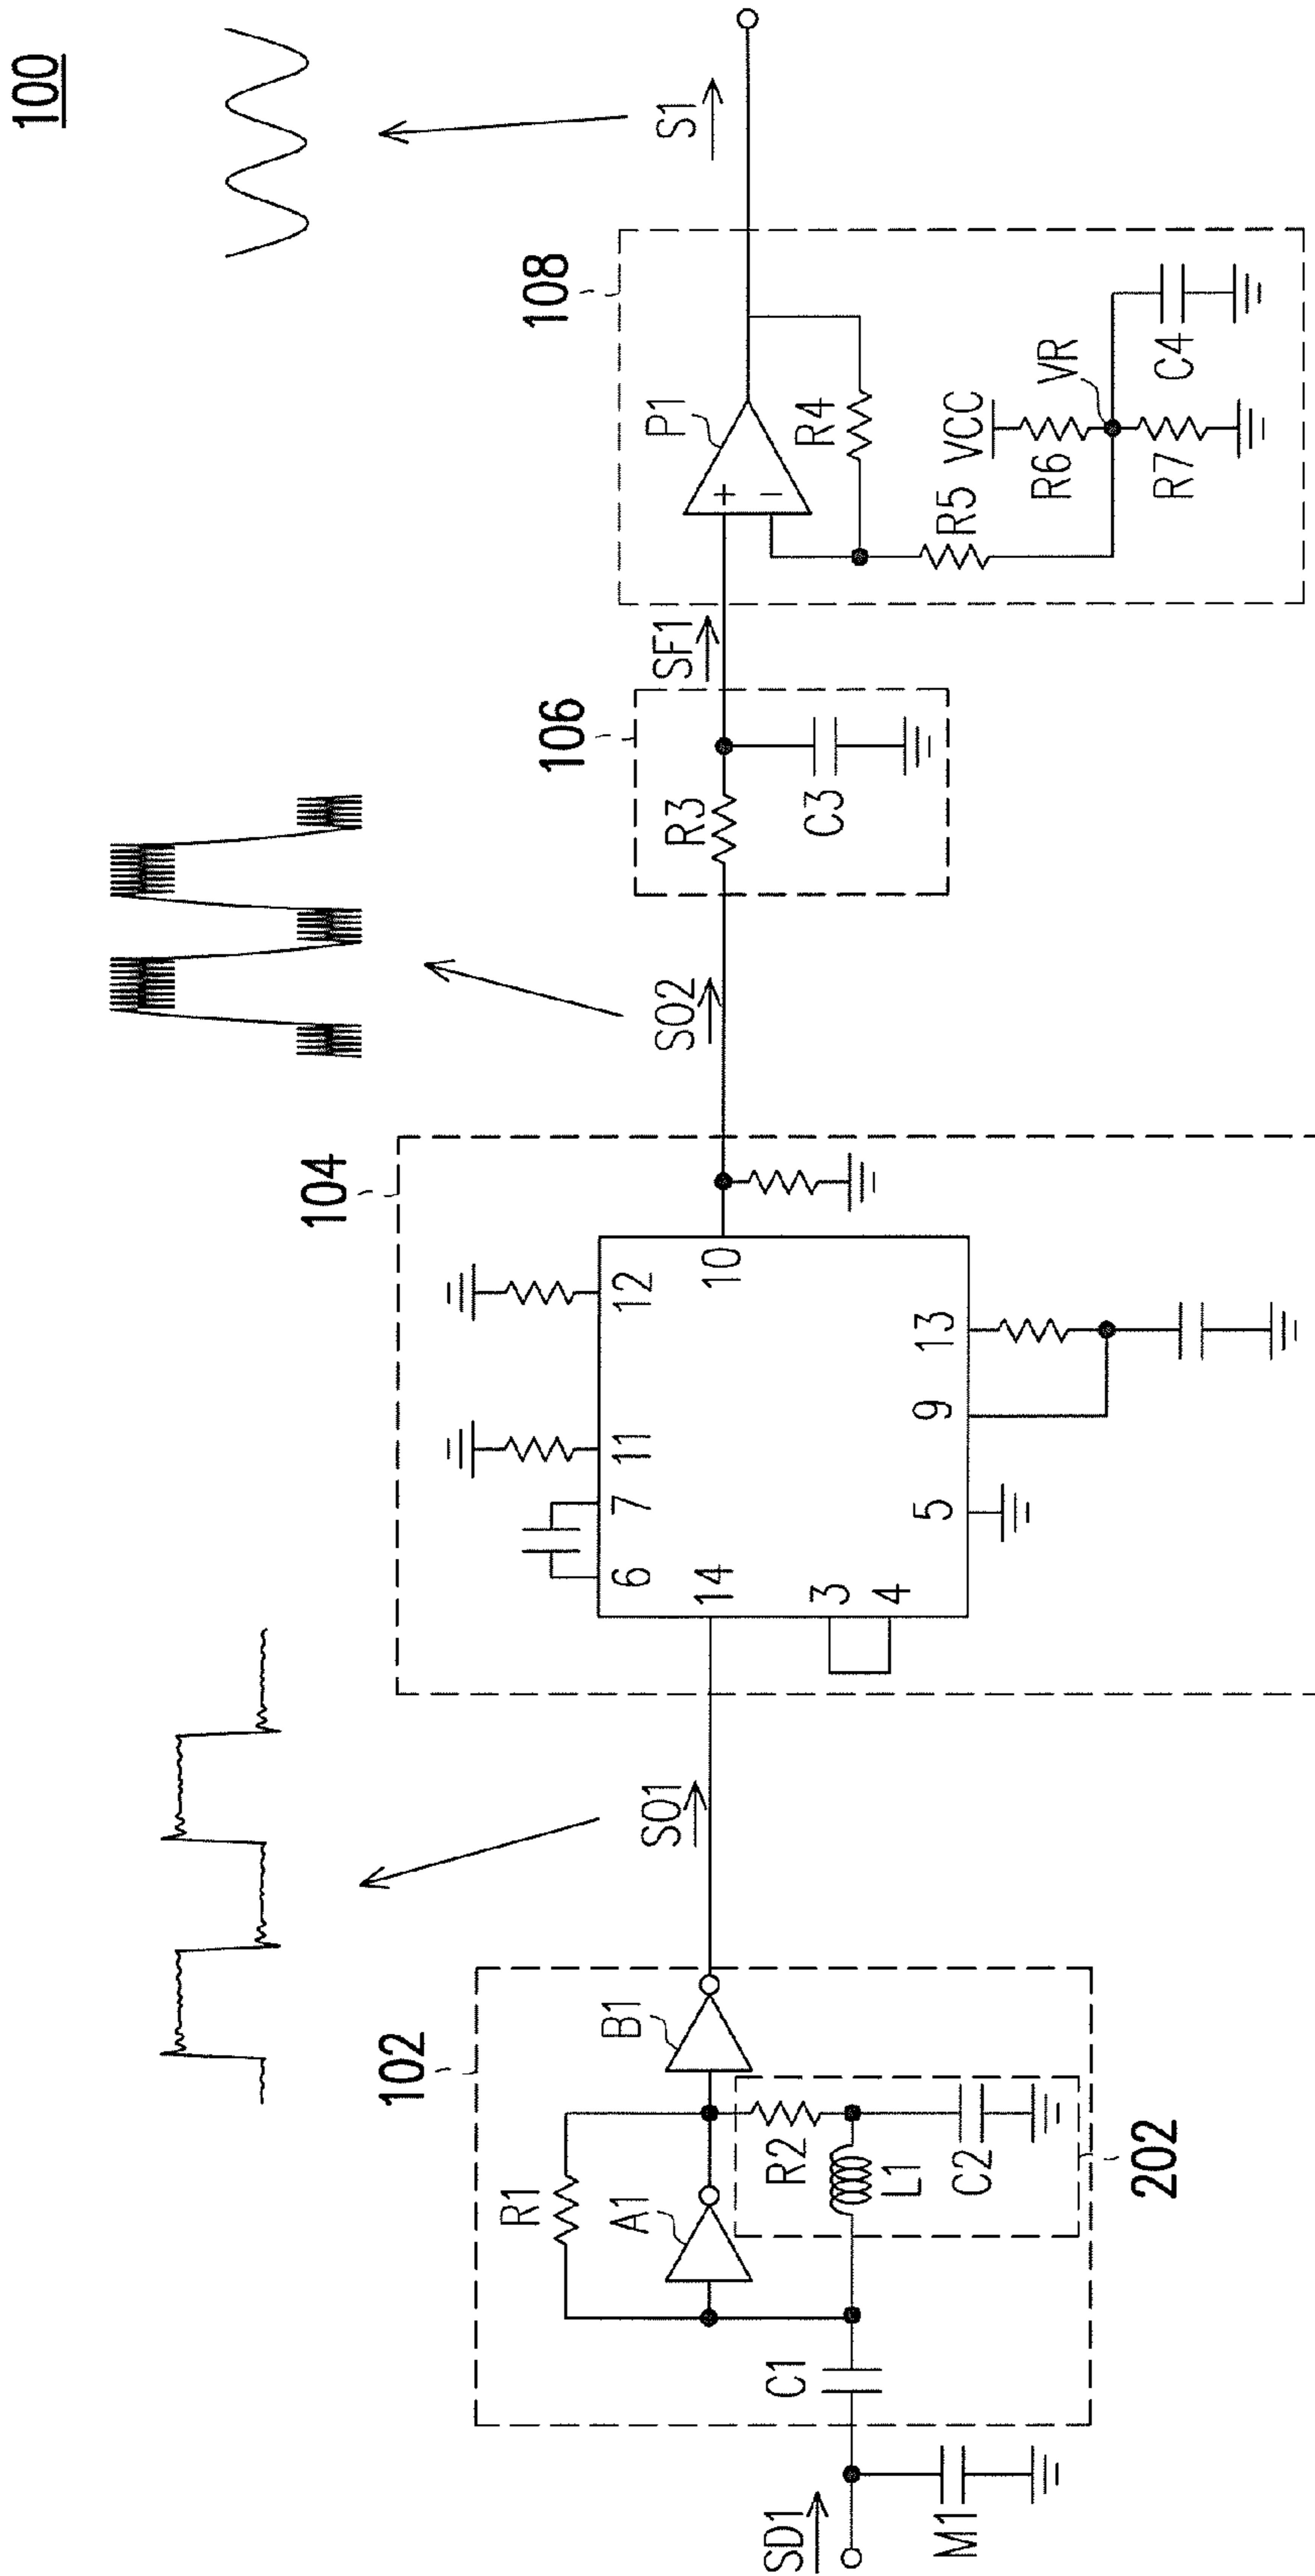 100
S1
108
P1
+
−
R4
R5
VCC
R6
VR
R7
C4
SF1
106
R3
C3
SO2
104
6
7
11
12
14
10
3
4
5
9
13
SO1
102
B1
R1
A1
R2
L1
C2
202
C1
SD1
M1